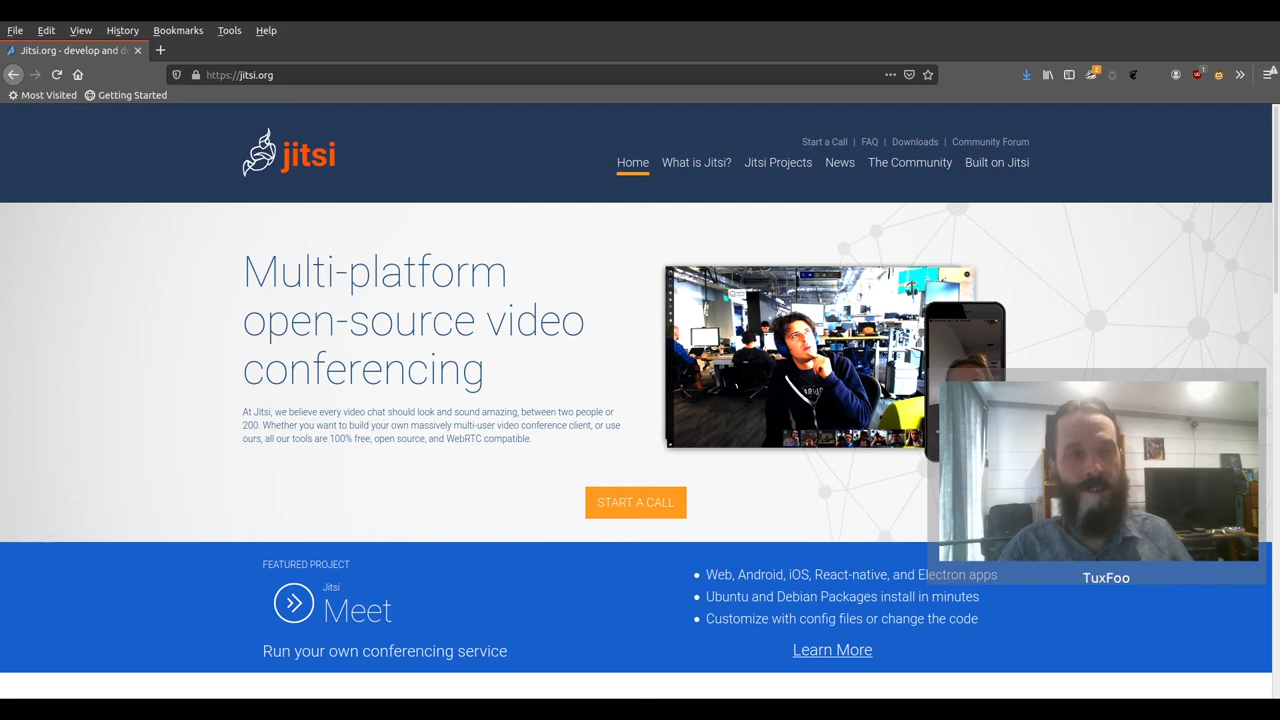 File Edit View History Bookmarks Tools Help
Jitsi.org - develop and de
https://jitsi.org
2
1
Most Visited Getting Started
jitsi
Start a Call | FAQ | Downloads | Community Forum
Home What is Jitsi? Jitsi Projects News The Community Built on Jitsi
Multi-platform
open-source video
conferencing
At Jitsi, we believe every video chat should look and sound amazing, between two people or
200. Whether you want to build your own massively multi-user video conference client, or use
ours, all our tools are 100% free, open source, and WebRTC compatible.
START A CALL
FEATURED PROJECT
Jitsi
Meet
Run your own conferencing service
Web, Android, iOS, React-native, and Electron apps
Ubuntu and Debian Packages install in minutes
Customize with config files or change the code
Learn More
TuxFoo